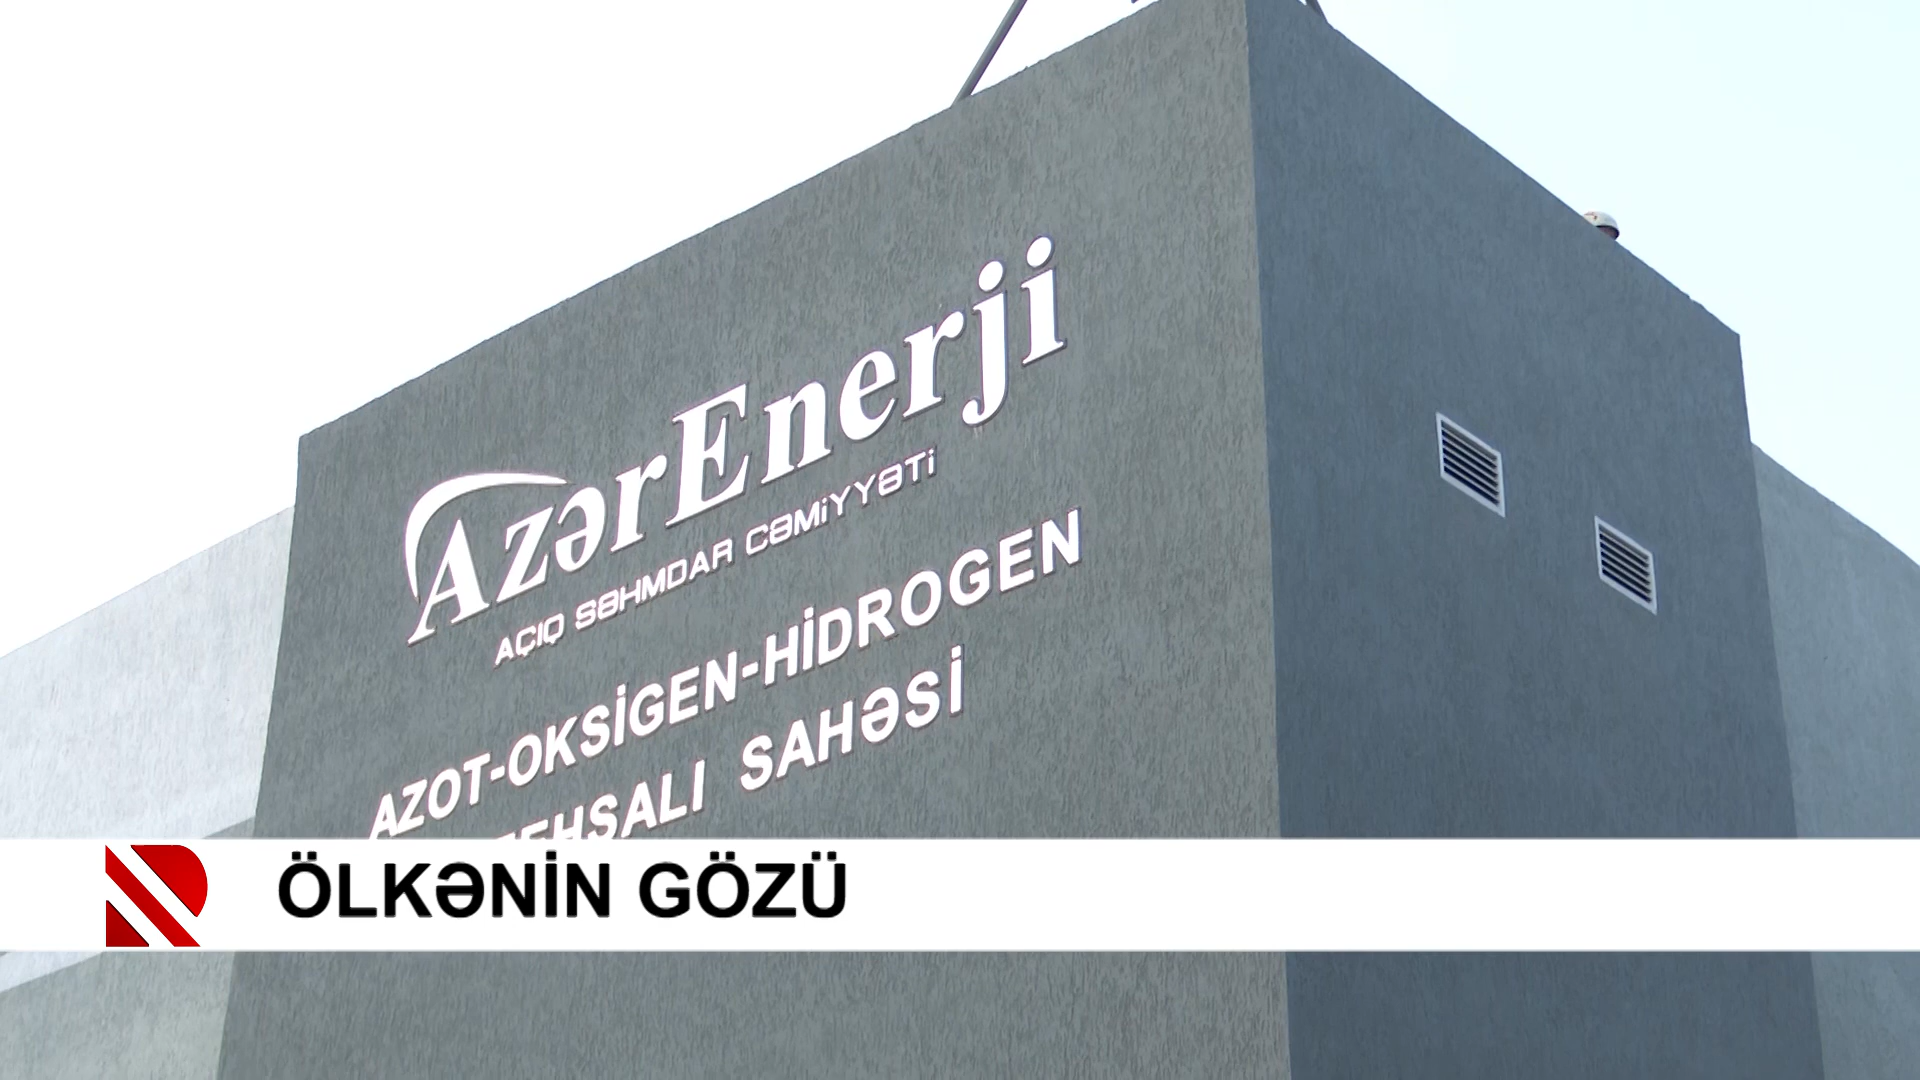 AzərEnerji
AÇIQ SƏHMDAR CƏMİYYƏTİ
AZOT-OKSİGEN-HİDROGEN
SAHƏSİ
ÖLKƏNİN GÖZÜ